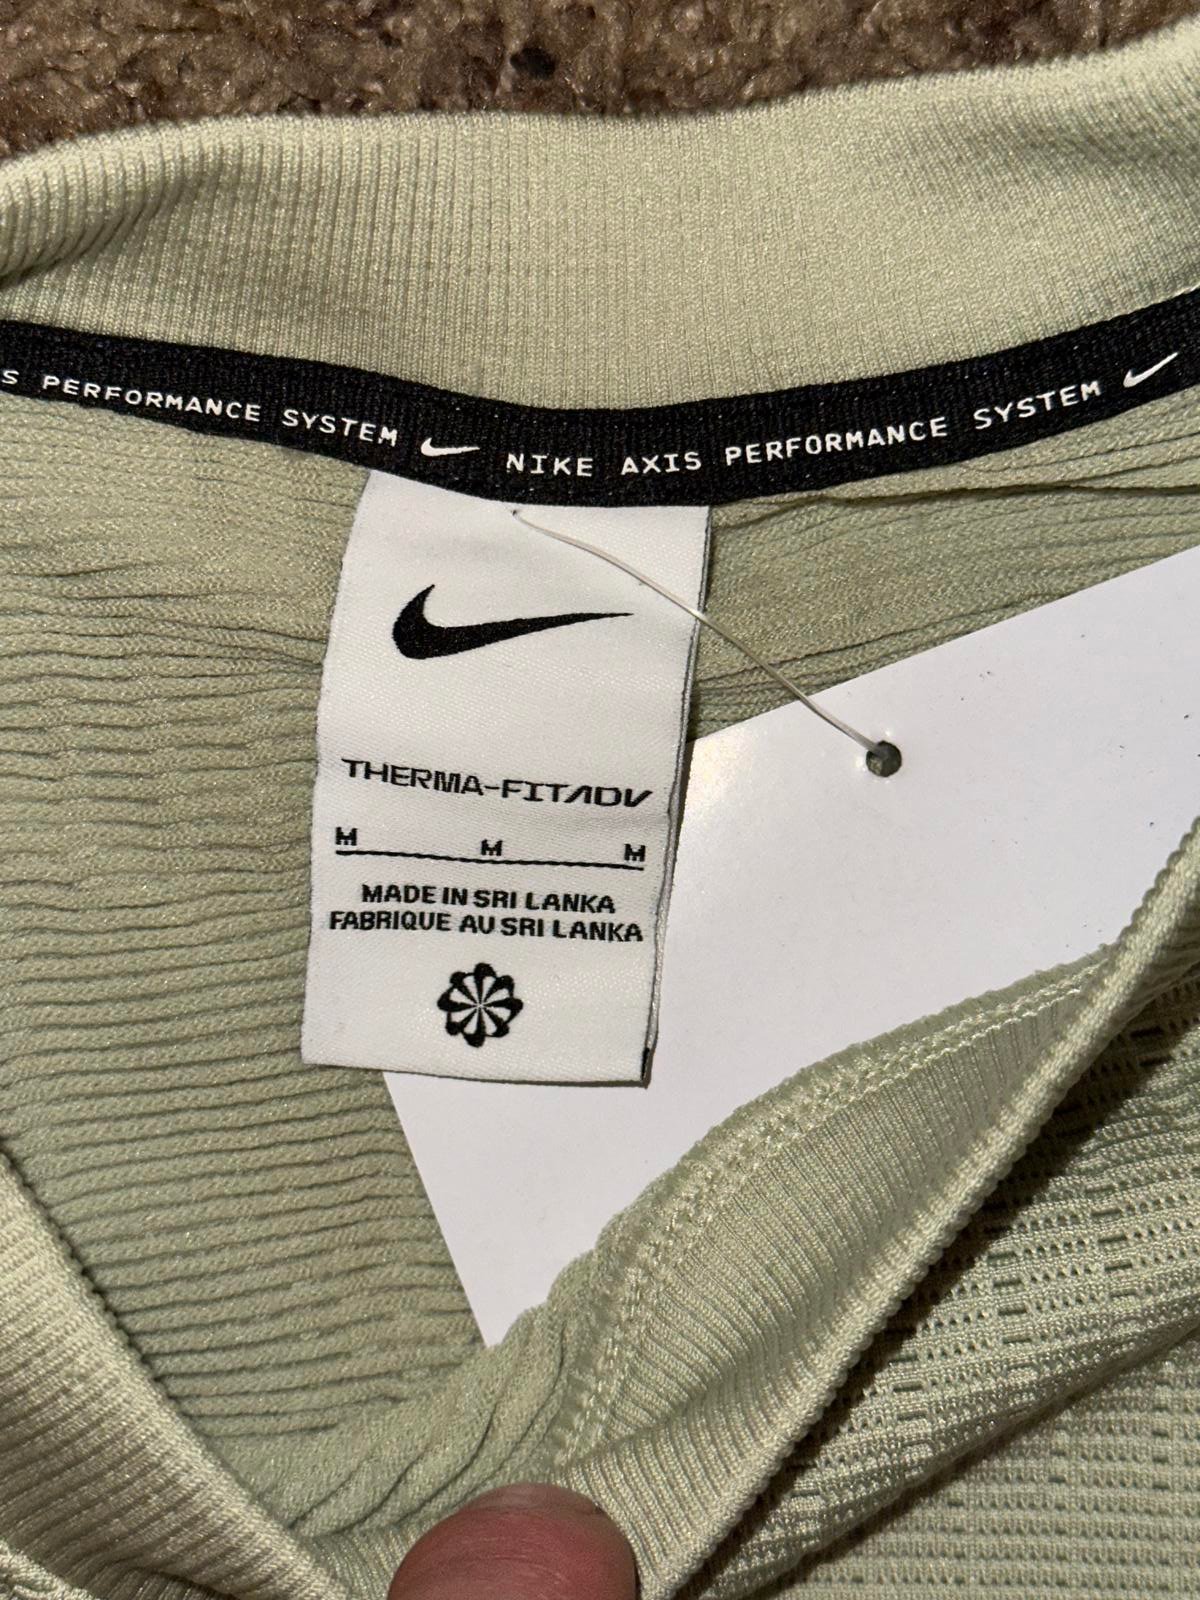 S PERFORMANCE SYSTEM NIKE AXIS PERFORMANCE SYSTEM
THERMA-FITADV
M M M
MADE IN SRI LANKA
FABRIQUE AU SRI LANKA